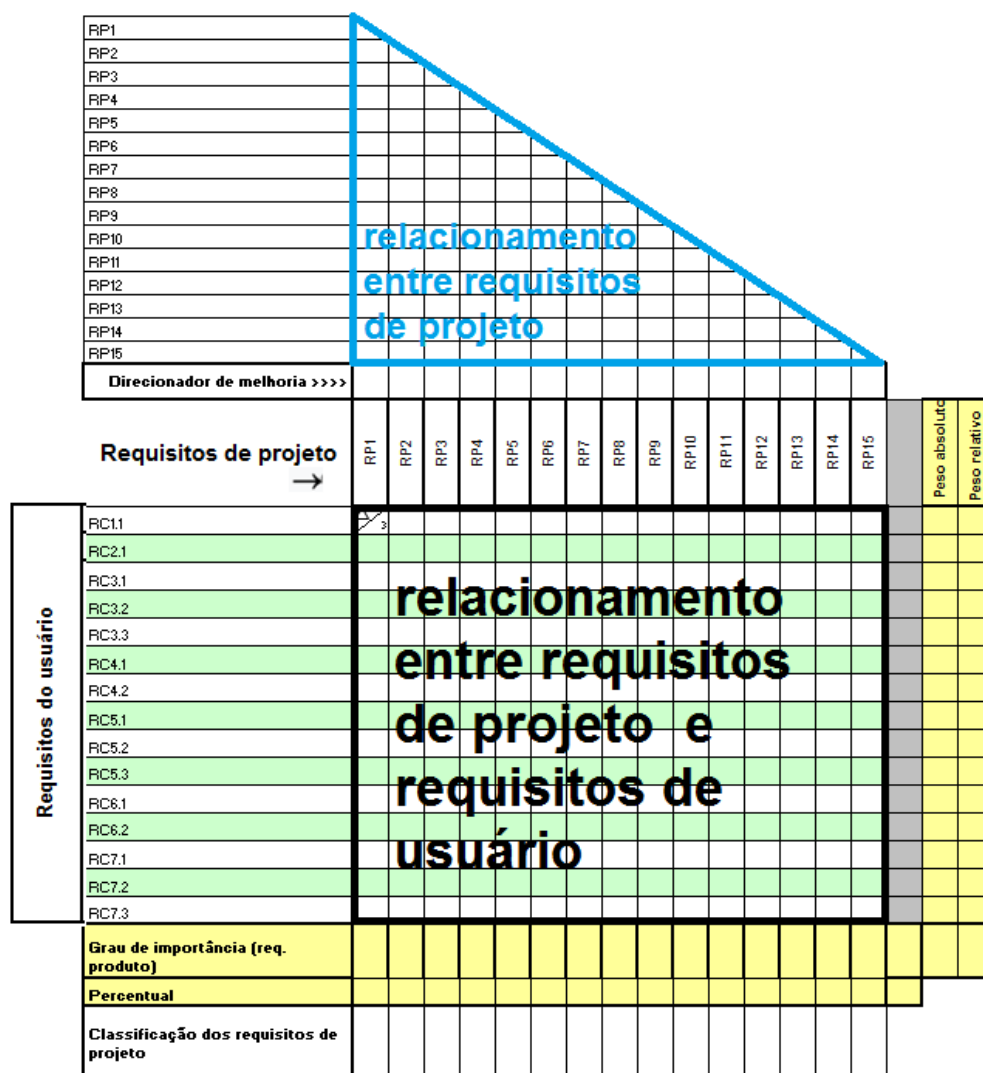 RP1
RP2
RP3
RP4
RP5
RP6
RP7
RP8
RP9
RP10
RP11
RP12
RP13
RP14
RP15
relacionamento
entre requisitos
de projeto
Direcionador de melhoria >>>>
Requisitos de projeto
→
RP1
RP2
RP3
RP4
RP5
RP6
RP7
RP8
RP9
RP10
RP11
RP12
RP13
RP14
RP15
Peso absoluto
Peso relativo
Requisitos do usuário
RC1.1
RC2.1
RC3.1
RC3.2
RC3.3
RC4.1
RC4.2
RC5.1
RC5.2
RC5.3
RC6.1
RC6.2
RC7.1
RC7.2
RC7.3
3
relacionamento
entre requisitos
de projeto e
requisitos de
usuário
Grau de importância (req.
produto)
Percentual
Classificação dos requisitos de
projeto